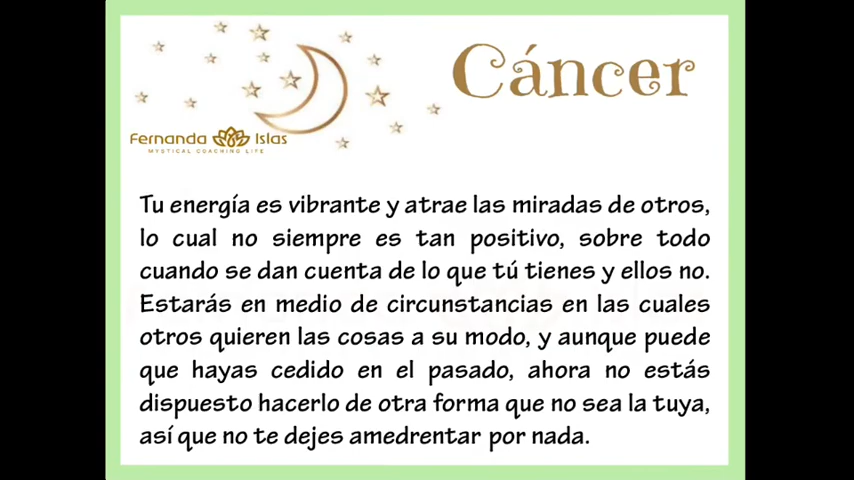 Cáncer
Fernanda Islas
MYSTICAL COACHING LIFE
Tu energía es vibrante y atrae las miradas de otros,
lo cual no siempre es tan positivo, sobre todo
cuando se dan cuenta de lo que tú tienes y ellos no.
Estarás en medio de circunstancias en las cuales
otros quieren las cosas a su modo, y aunque puede
que hayas cedido en el pasado, ahora no estás
dispuesto hacerlo de otra forma que no sea la tuya,
así que no te dejes amedrentar por nada.